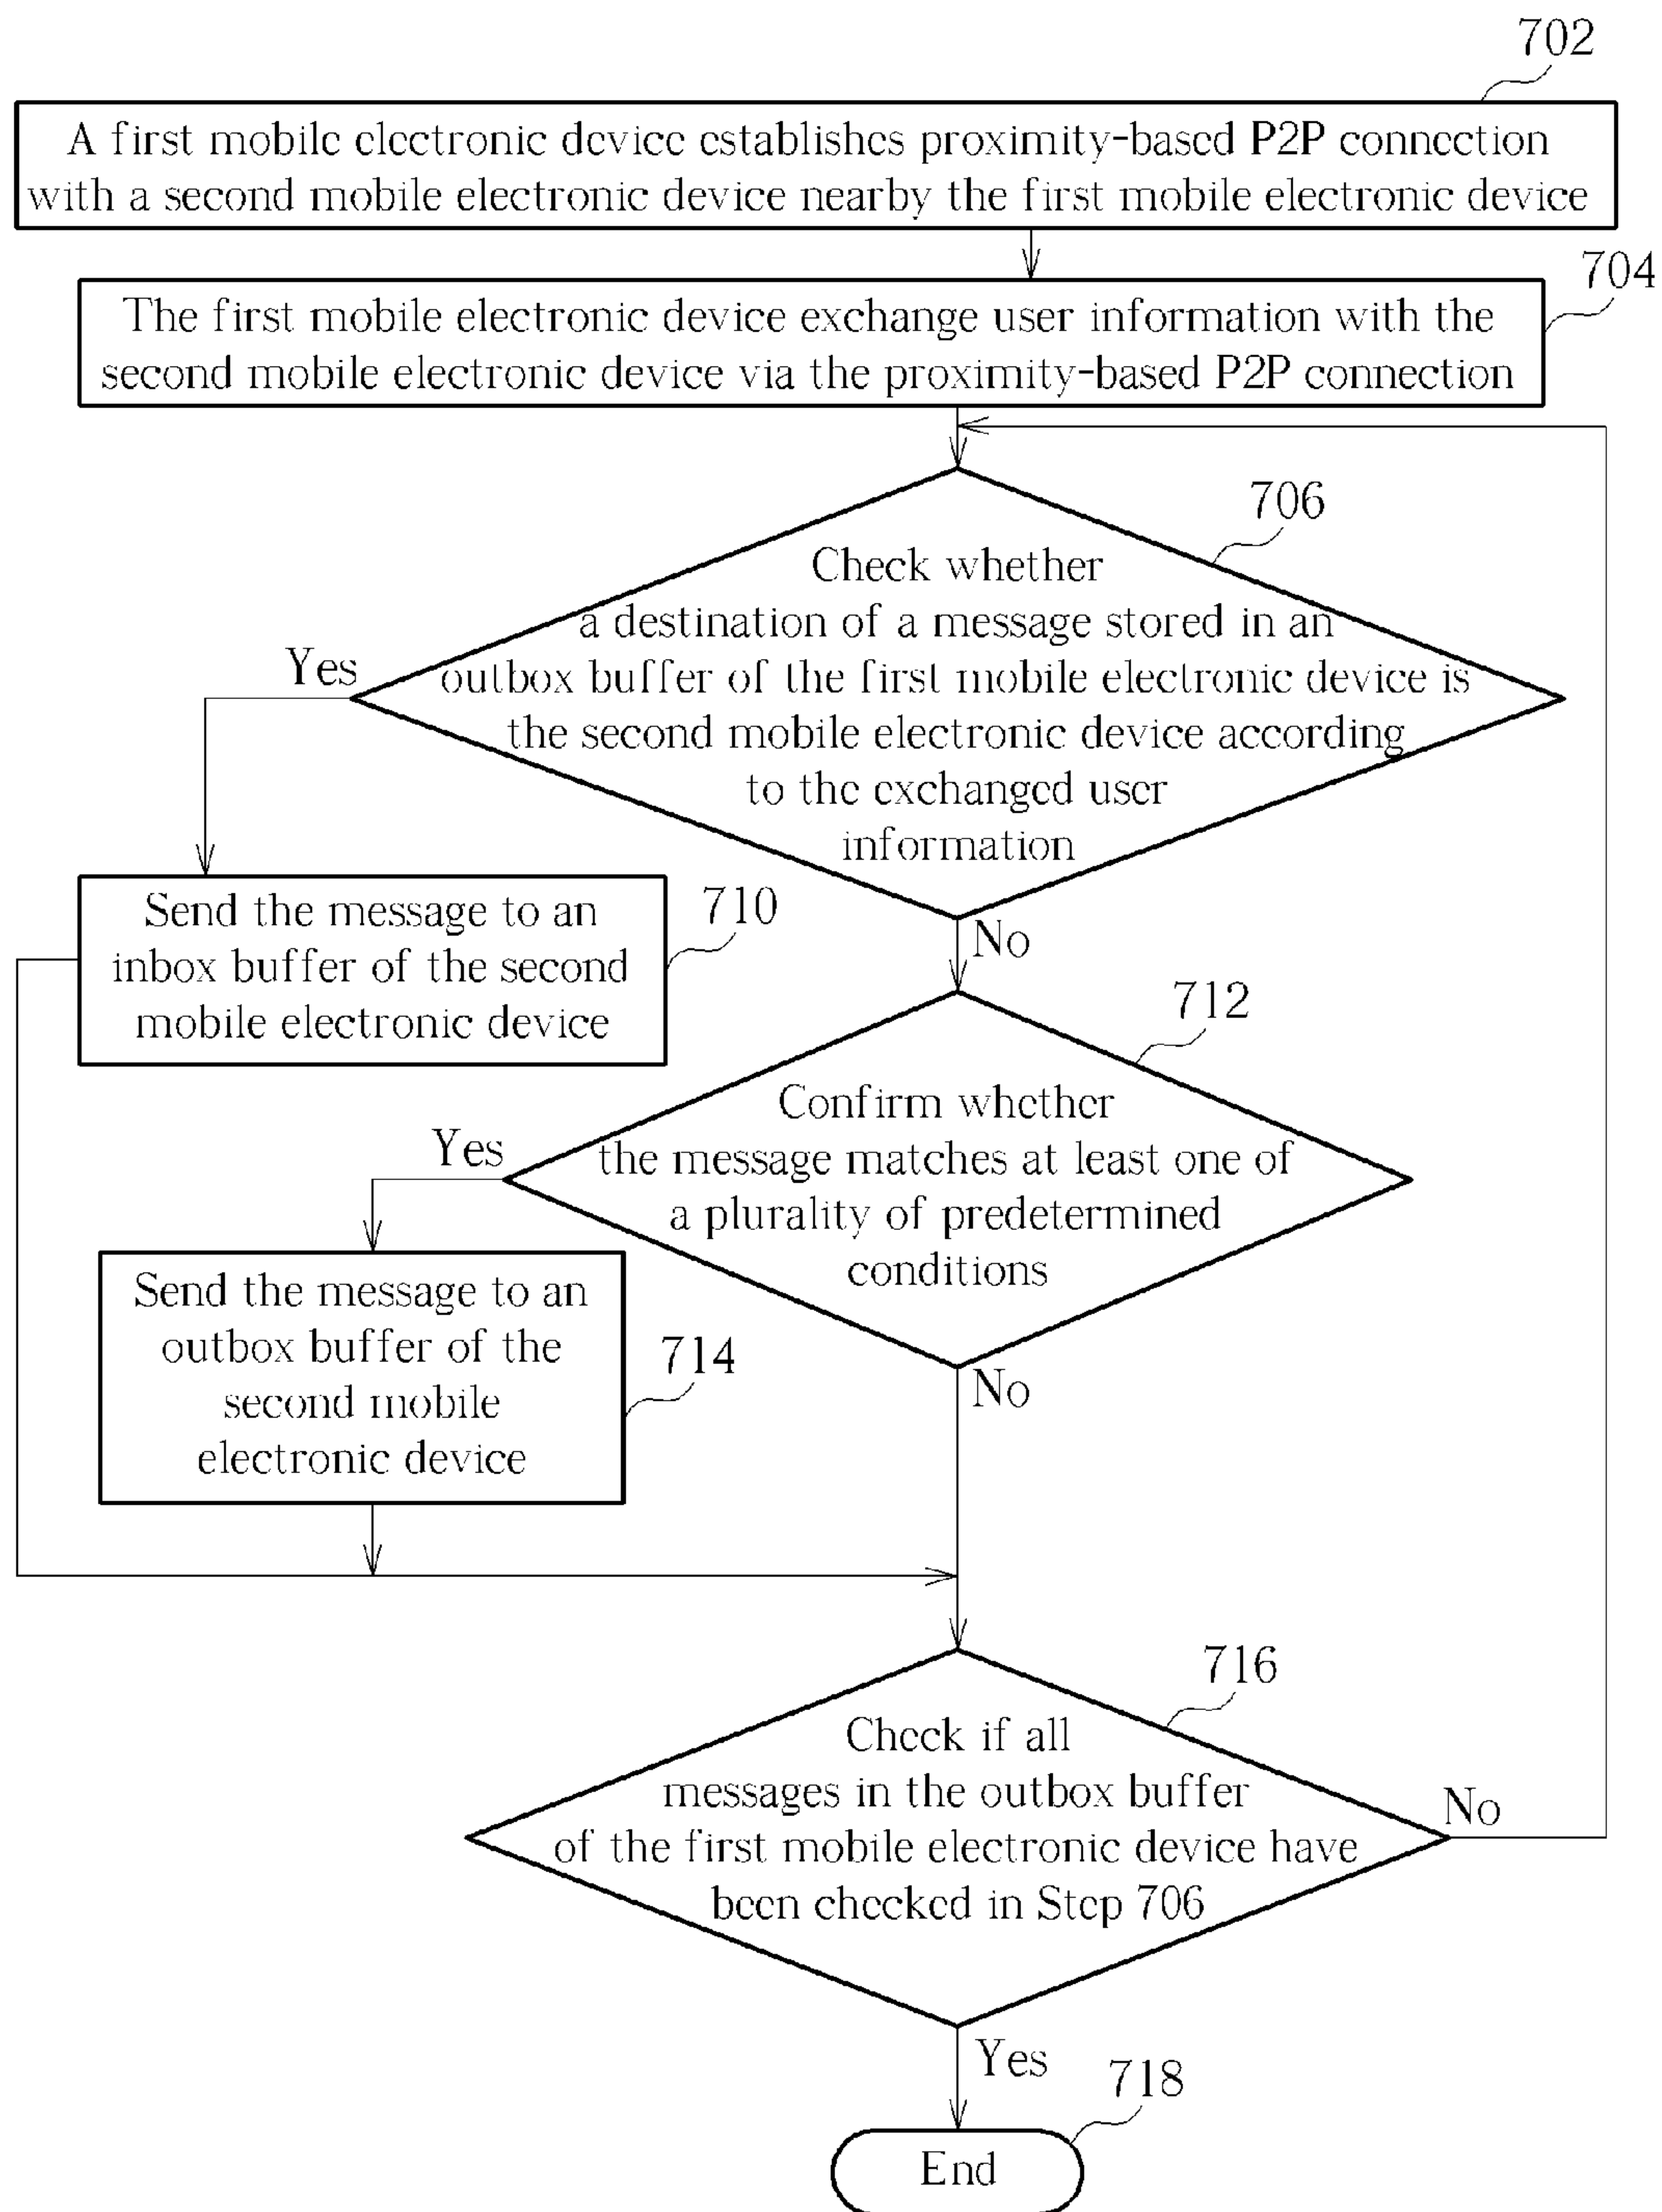 702
A first mobile electronic device establishes proximity-based P2P connection
with a second mobile electronic device nearby the first mobile electronic device
704
The first mobile electronic device exchange user information with the
second mobile electronic device via the proximity-based P2P connection
706
Check whether
a destination of a message stored in an
outbox buffer of the first mobile electronic device is
the second mobile electronic device according
to the exchanged user
information
Yes
No
710
Send the message to an
inbox buffer of the second
mobile electronic device
712
Confirm whether
the message matches at least one of
a plurality of predetermined
conditions
Yes
No
714
Send the message to an
outbox buffer of the
second mobile
electronic device
716
Check if all
messages in the outbox buffer
of the first mobile electronic device have
been checked in Step 706
No
Yes
718
End